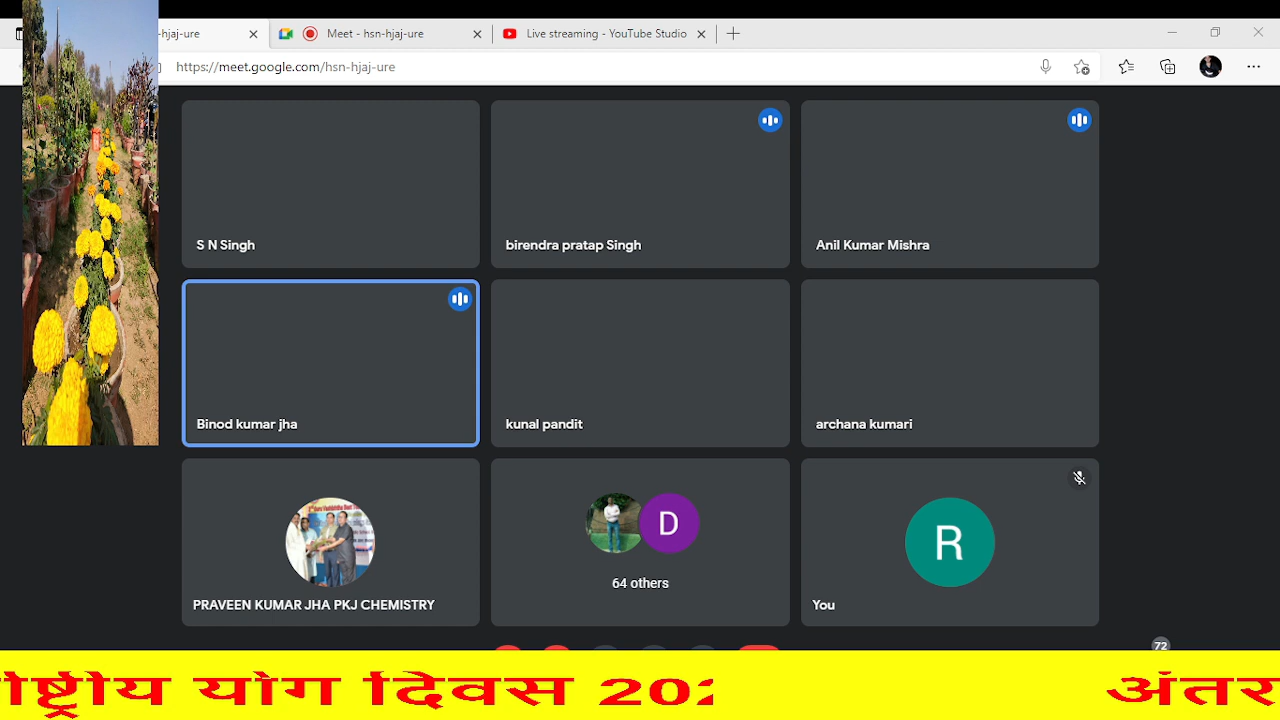 -hjaj-ure
Meet - hsn-hjaj-ure
Live streaming - YouTube Studio
https://meet.google.com/hsn-hjaj-ure
S N Singh
birendra pratap Singh
Anil Kumar Mishra
Binod kumar jha
kunal pandit
archana kumari
D
64 others
R
PRAVEEN KUMAR JHA PKJ CHEMISTRY
You
72
र्राष्ट्रीय योग दिवस 202
अंतर